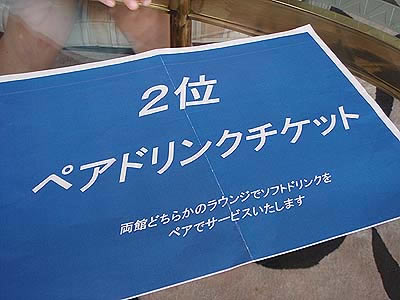 2位
ペアドリンクチケット
両館どちらかのラウンジでソフトドリンクを
ペアでサービスいたします